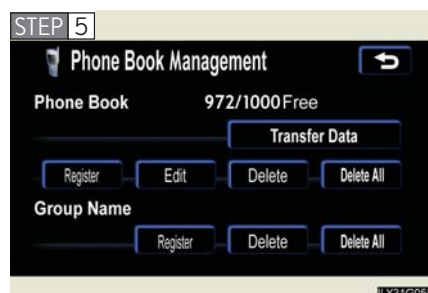 STEP 5
Phone Book Management
Phone Book 972/1000 Free
Transfer Data
Register Edit Delete Delete All
Group Name
Register Delete Delete All